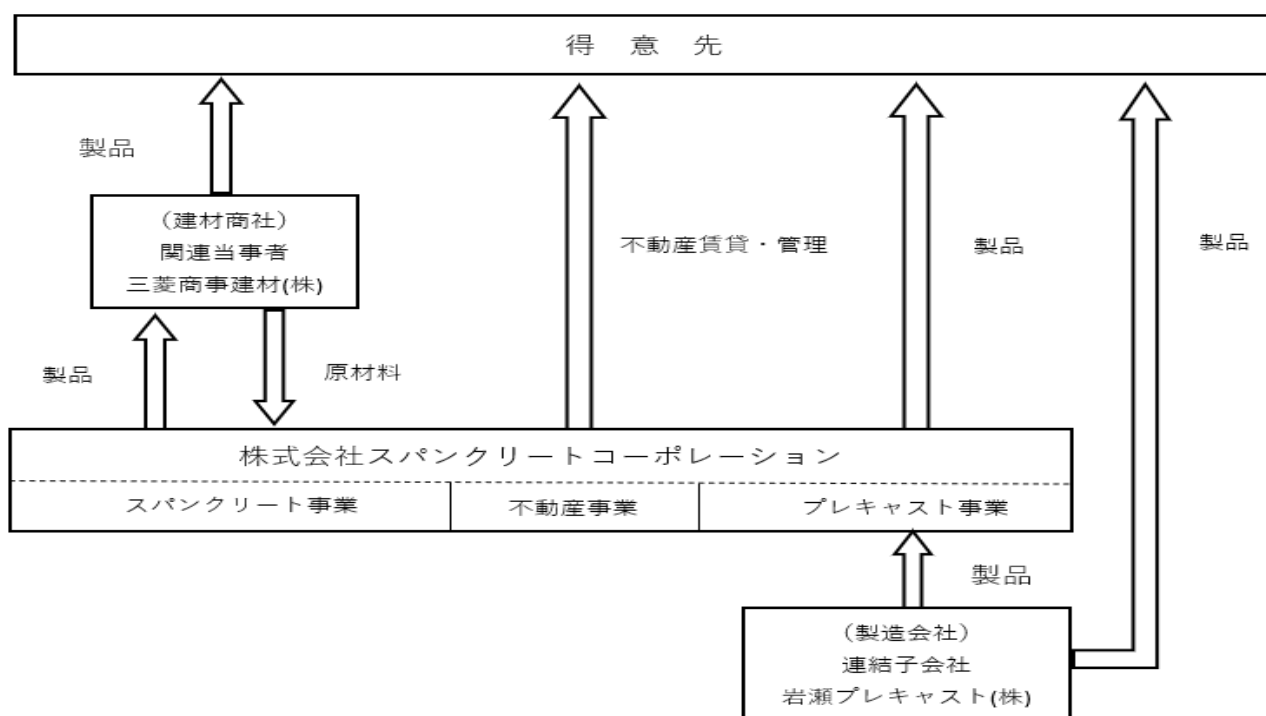 得 意 先
製品
(建材商社)
関連当事者
三菱商事建材(株)
不動産賃貸・管理
製品
製品
製品
原材料
株式会社スパンクリートコーポレーション
スパンクリート事業
不動産事業
プレキャスト事業
製品
(製造会社)
連結子会社
岩瀬プレキャスト(株)